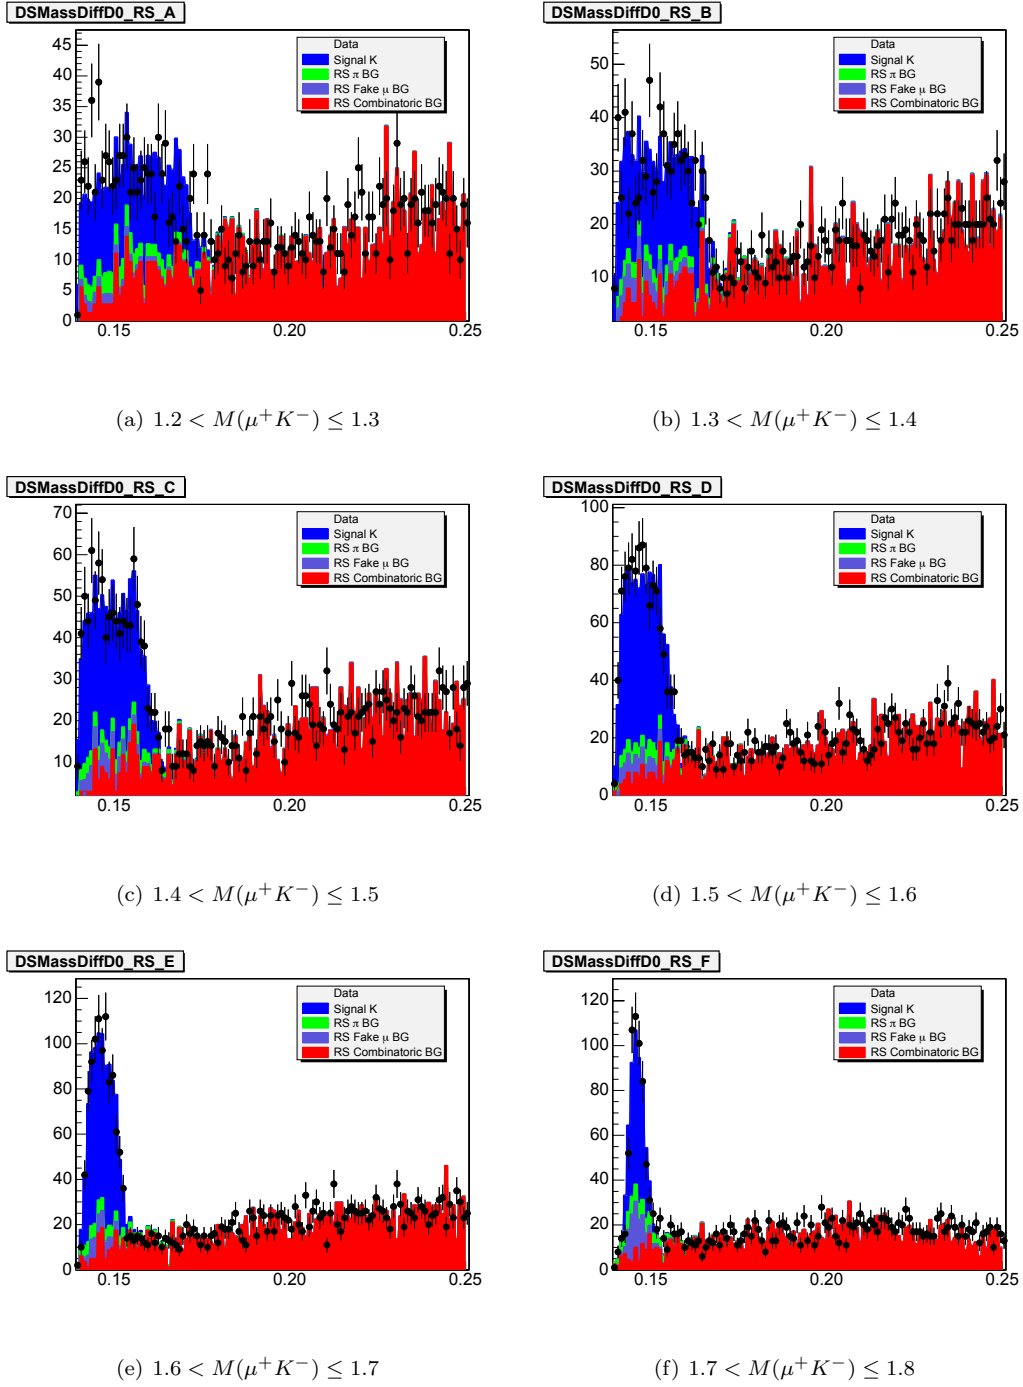 DSMassDiffD0_RS_A
Data
Signal K
RS π BG
RS Fake μ BG
RS Combinatoric BG
45
40
35
30
25
20
15
10
5
0
0.15 0.20 0.25
(a) 1.2 < M(μ⁺K⁻) ≤ 1.3
DSMassDiffD0_RS_B
Data
Signal K
RS π BG
RS Fake μ BG
RS Combinatoric BG
50
40
30
20
10
0.15 0.20 0.25
(b) 1.3 < M(μ⁺K⁻) ≤ 1.4
DSMassDiffD0_RS_C
Data
Signal K
RS π BG
RS Fake μ BG
RS Combinatoric BG
70
60
50
40
30
20
10
0.15 0.20 0.25
(c) 1.4 < M(μ⁺K⁻) ≤ 1.5
DSMassDiffD0_RS_D
Data
Signal K
RS π BG
RS Fake μ BG
RS Combinatoric BG
100
80
60
40
20
0
0.15 0.20 0.25
(d) 1.5 < M(μ⁺K⁻) ≤ 1.6
DSMassDiffD0_RS_E
Data
Signal K
RS π BG
RS Fake μ BG
RS Combinatoric BG
120
100
80
60
40
20
0
0.15 0.20 0.25
(e) 1.6 < M(μ⁺K⁻) ≤ 1.7
DSMassDiffD0_RS_F
Data
Signal K
RS π BG
RS Fake μ BG
RS Combinatoric BG
120
100
80
60
40
20
0
0.15 0.20 0.25
(f) 1.7 < M(μ⁺K⁻) ≤ 1.8